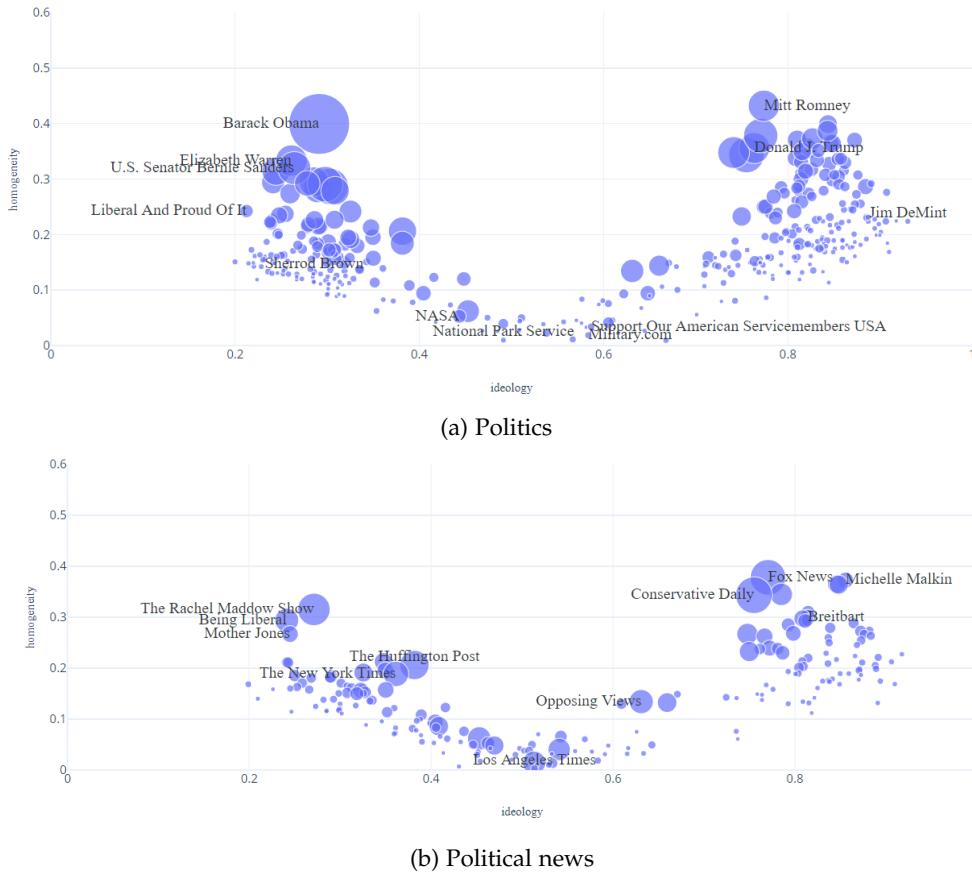 0.6
0.5
0.4
0.3
0.2
0.1
0
homogeneity
Mitt Romney
Barack Obama
Donald J. Trump
Elizabeth Warren
U.S. Senator Bernie Sanders
Liberal And Proud Of It
Jim DeMint
Sherrod Brown
NASA
National Park Service
Support Our American Servicemembers USA
Military.com
0 0.2 0.4 0.6 0.8 1
ideology
(a) Politics
0.6
0.5
0.4
0.3
0.2
0.1
0
homogeneity
Fox News
Michelle Malkin
Conservative Daily
The Rachel Maddow Show
Being Liberal
Breitbart
Mother Jones
The Huffington Post
The New York Times
Opposing Views
Los Angeles Times
0 0.2 0.4 0.6 0.8
ideology
(b) Political news